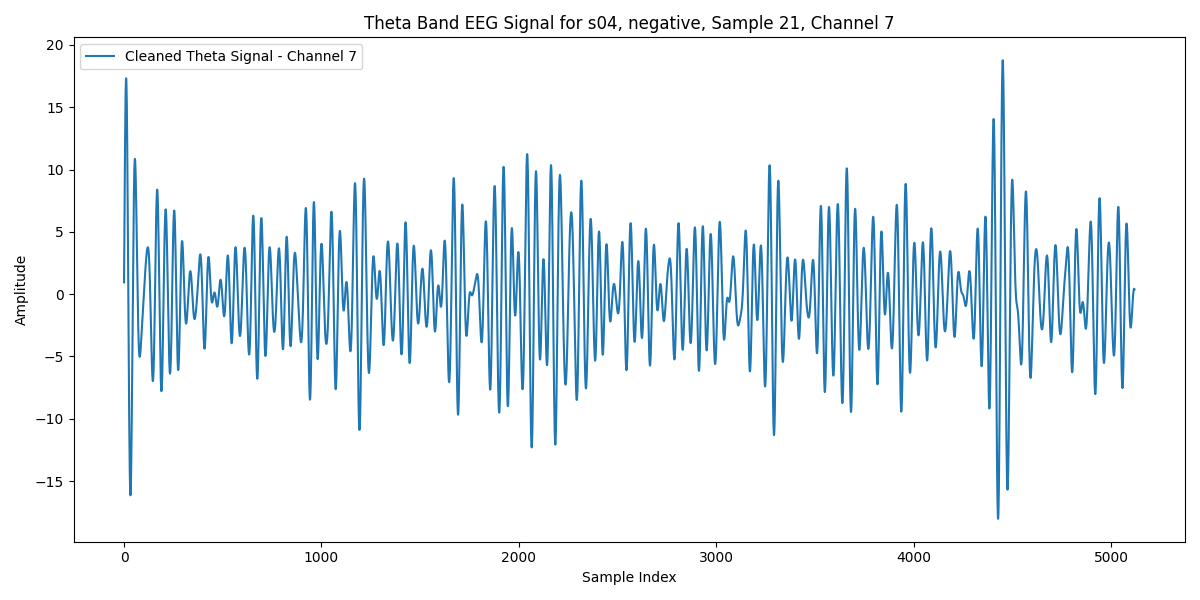 Theta Band EEG Signal for s04, negative, Sample 21, Channel 7
Cleaned Theta Signal - Channel 7
Amplitude
20
15
10
5
0
−5
−10
−15
0 1000 2000 3000 4000 5000
Sample Index